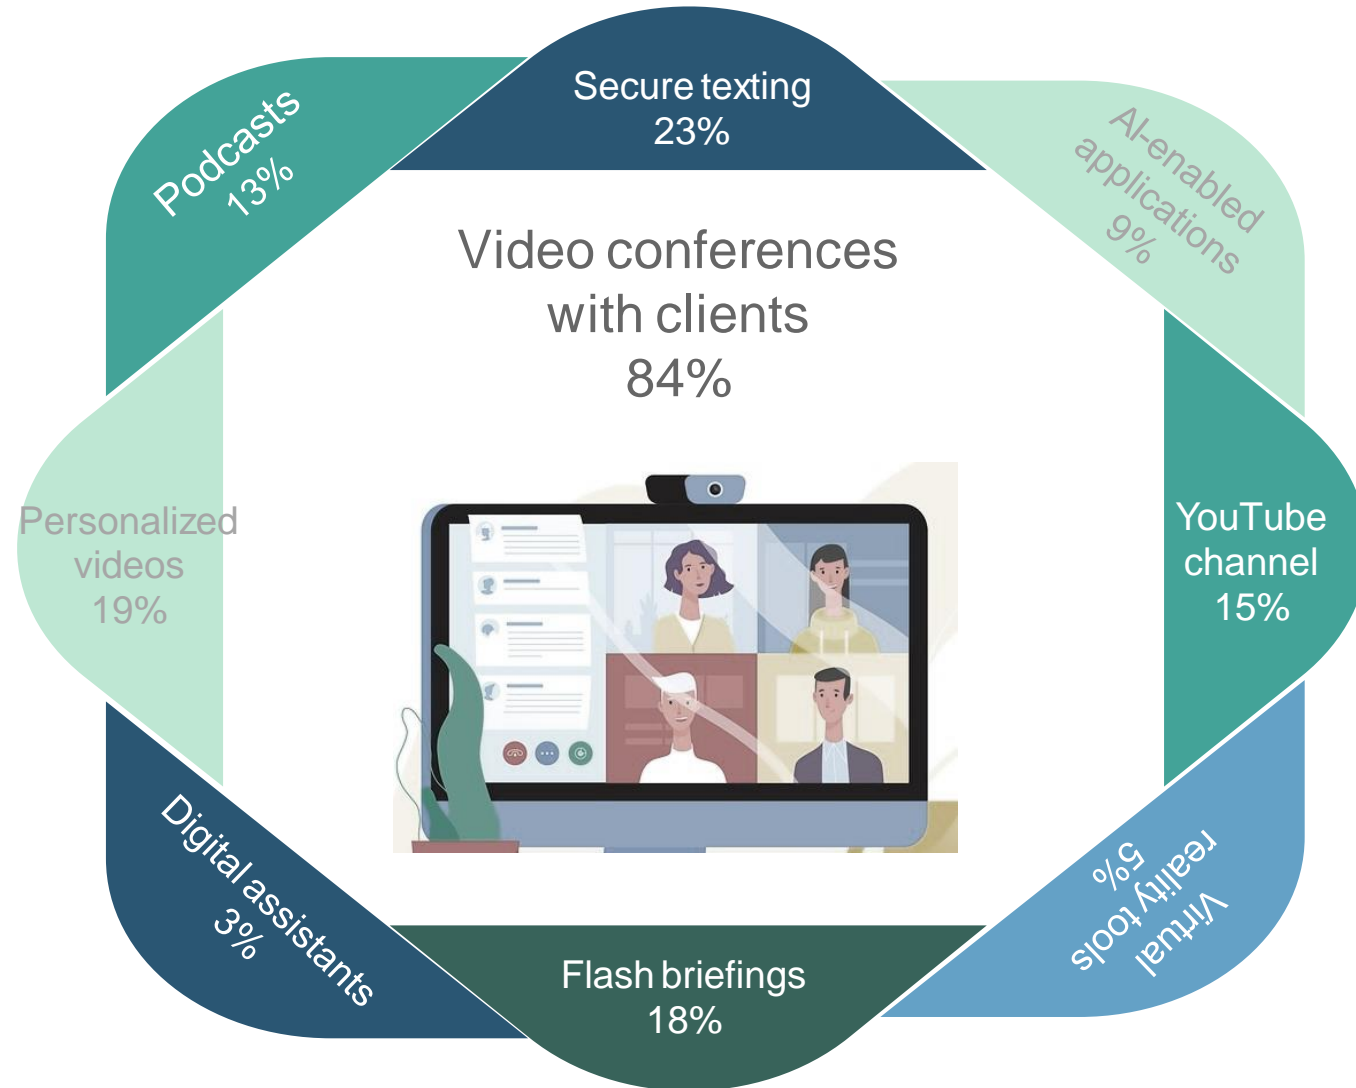 Secure texting
23%
AI-enabled
applications
9%
YouTube
channel
15%
Virtual
reality tools
5%
Flash briefings
18%
Digital assistants
3%
Personalized
videos
19%
Podcasts
13%
Video conferences
with clients
84%